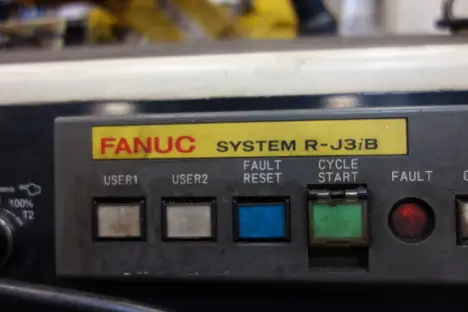 FANUC SYSTEM R-J3iB
USER1 USER2 FAULT RESET CYCLE START FAULT
100%
T2